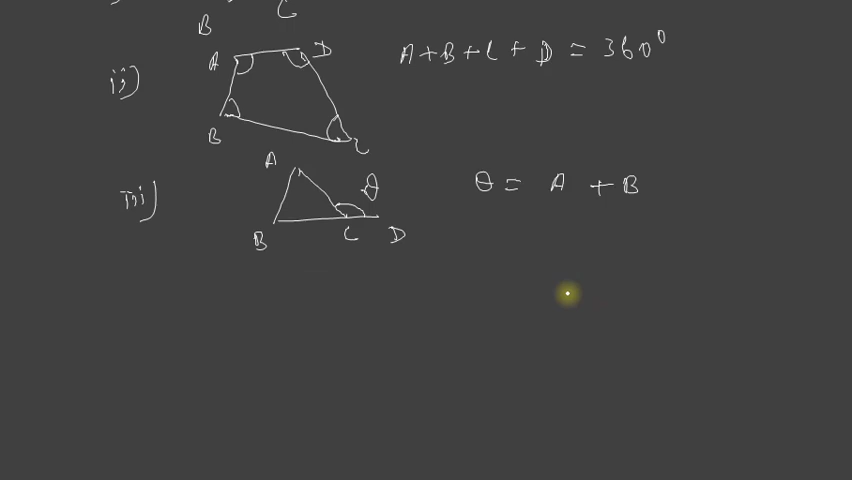 B C
ii) A D A + B + C + D = 360°
B C
iii) A θ θ = A + B
B C D